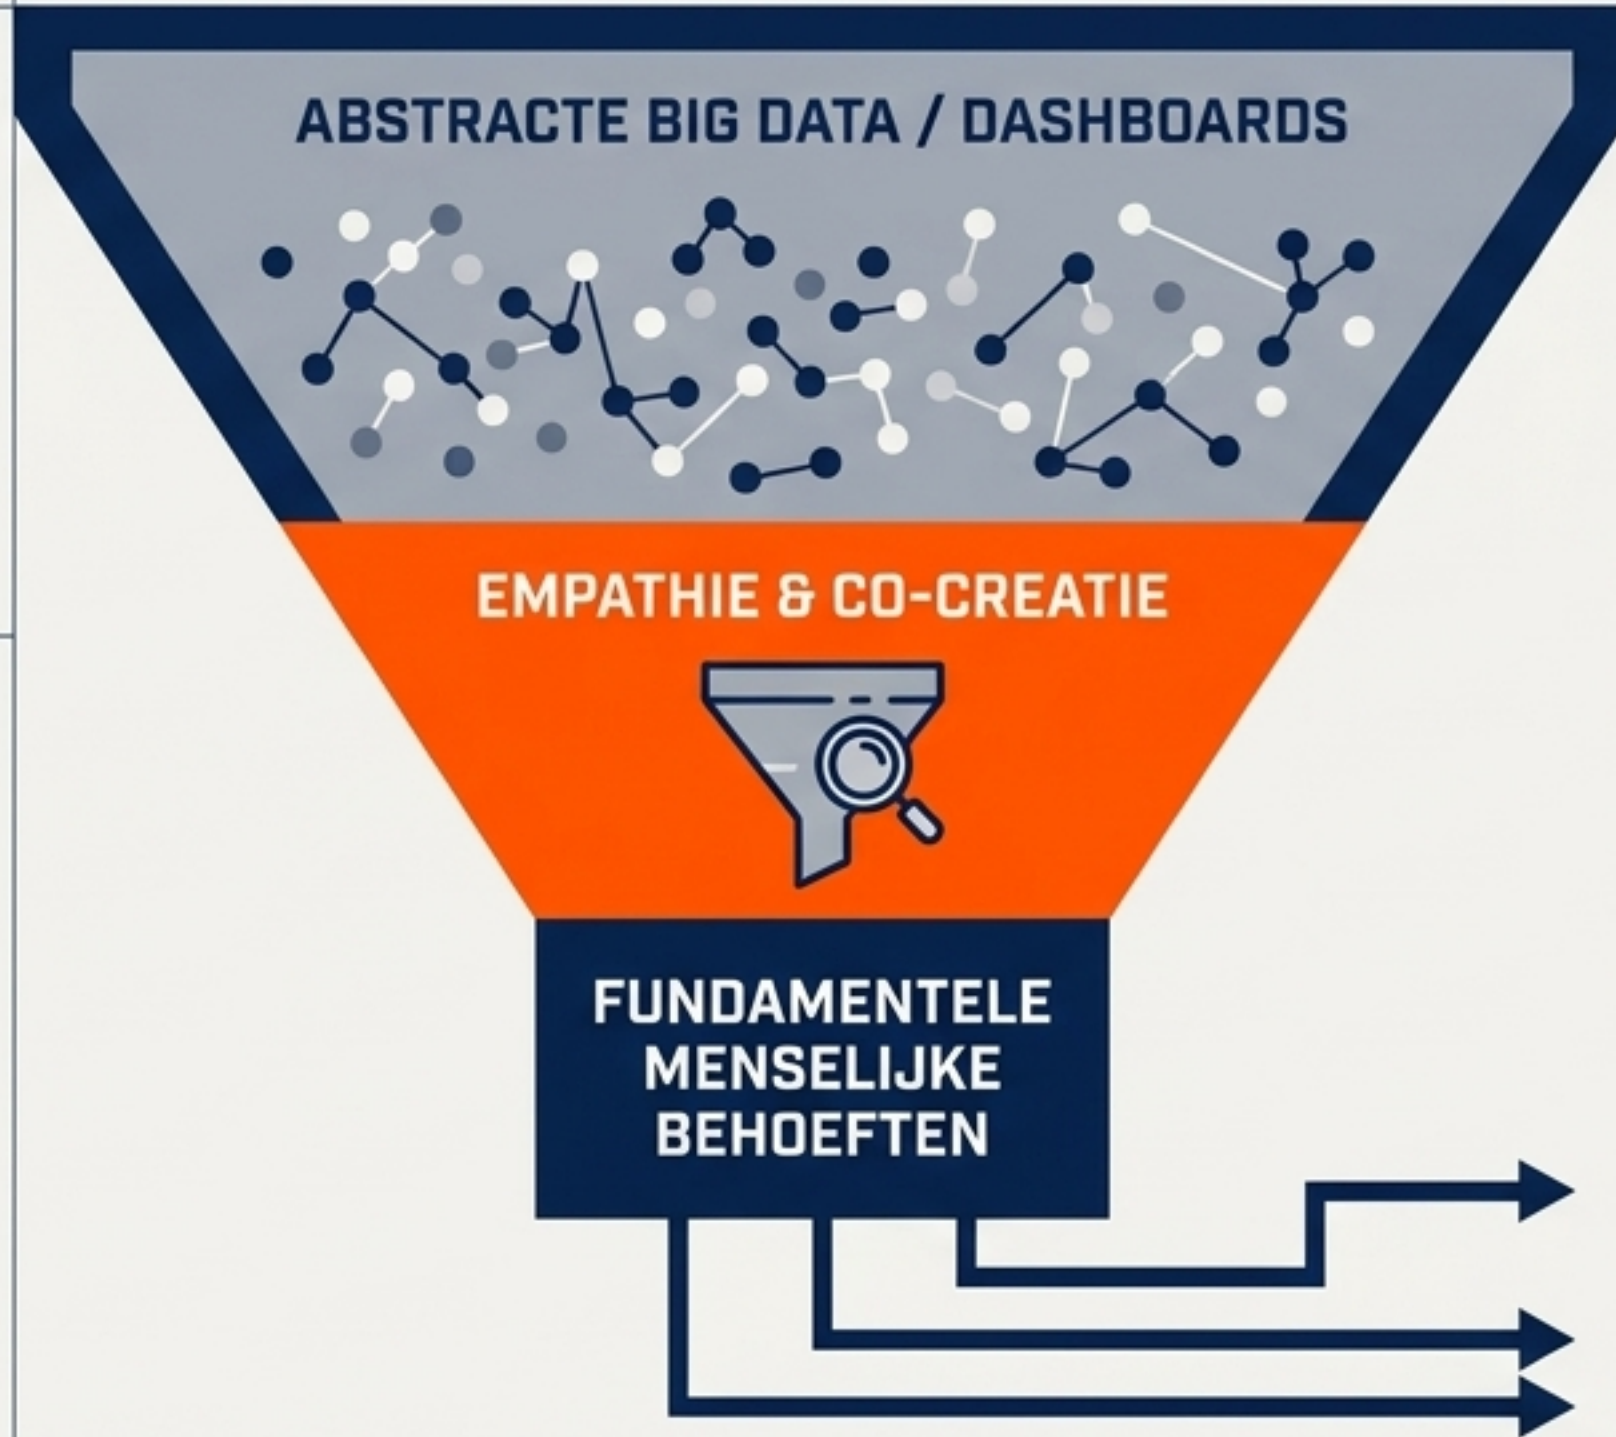 ABSTRACTE BIG DATA / DASHBOARDS
EMPATHIE & CO-CREATIE
FUNDAMENTELE
MENSELIJKE
BEHOEFTEN